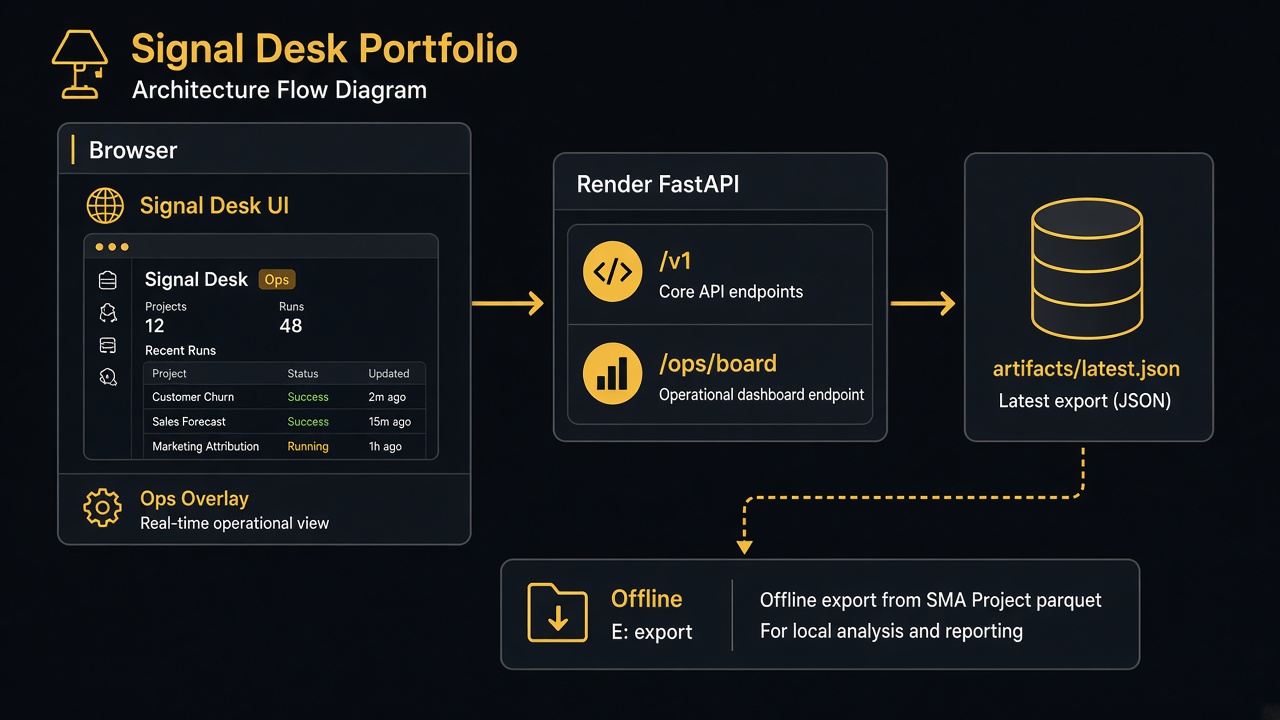 Signal Desk Portfolio
Architecture Flow Diagram
Browser
Signal Desk UI
Signal Desk Ops
Projects Runs
12 48
Recent Runs
Project Status Updated
Customer Churn Success 2m ago
Sales Forecast Success 15m ago
Marketing Attribution Running 1h ago
Ops Overlay
Real-time operational view
Render FastAPI
/v1
Core API endpoints
/ops/board
Operational dashboard endpoint
artifacts/latest.json
Latest export (JSON)
Offline
E: export
Offline export from SMA Project parquet
For local analysis and reporting